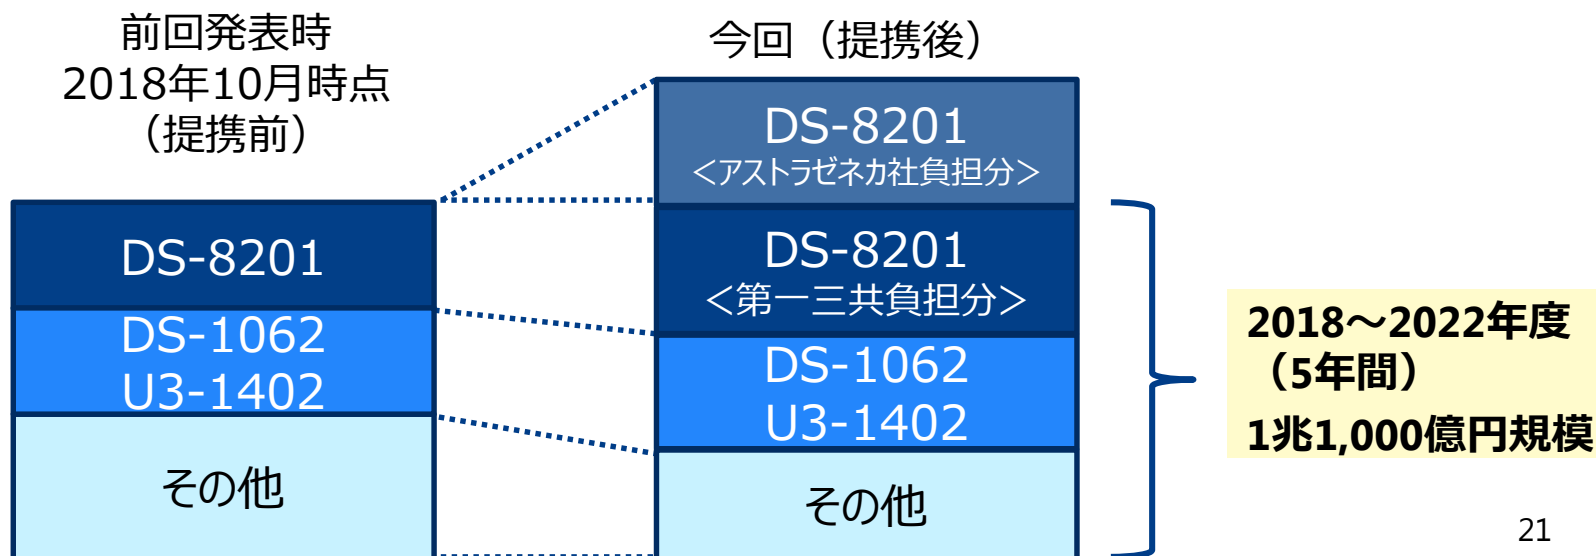 前回発表時
2018年10月時点
（提携前）
DS-8201
DS-1062
U3-1402
その他
今回（提携後）
DS-8201
＜アストラゼネカ社負担分＞
DS-8201
＜第一三共負担分＞
DS-1062
U3-1402
その他
2018～2022年度
（5年間）
1兆1,000億円規模
21